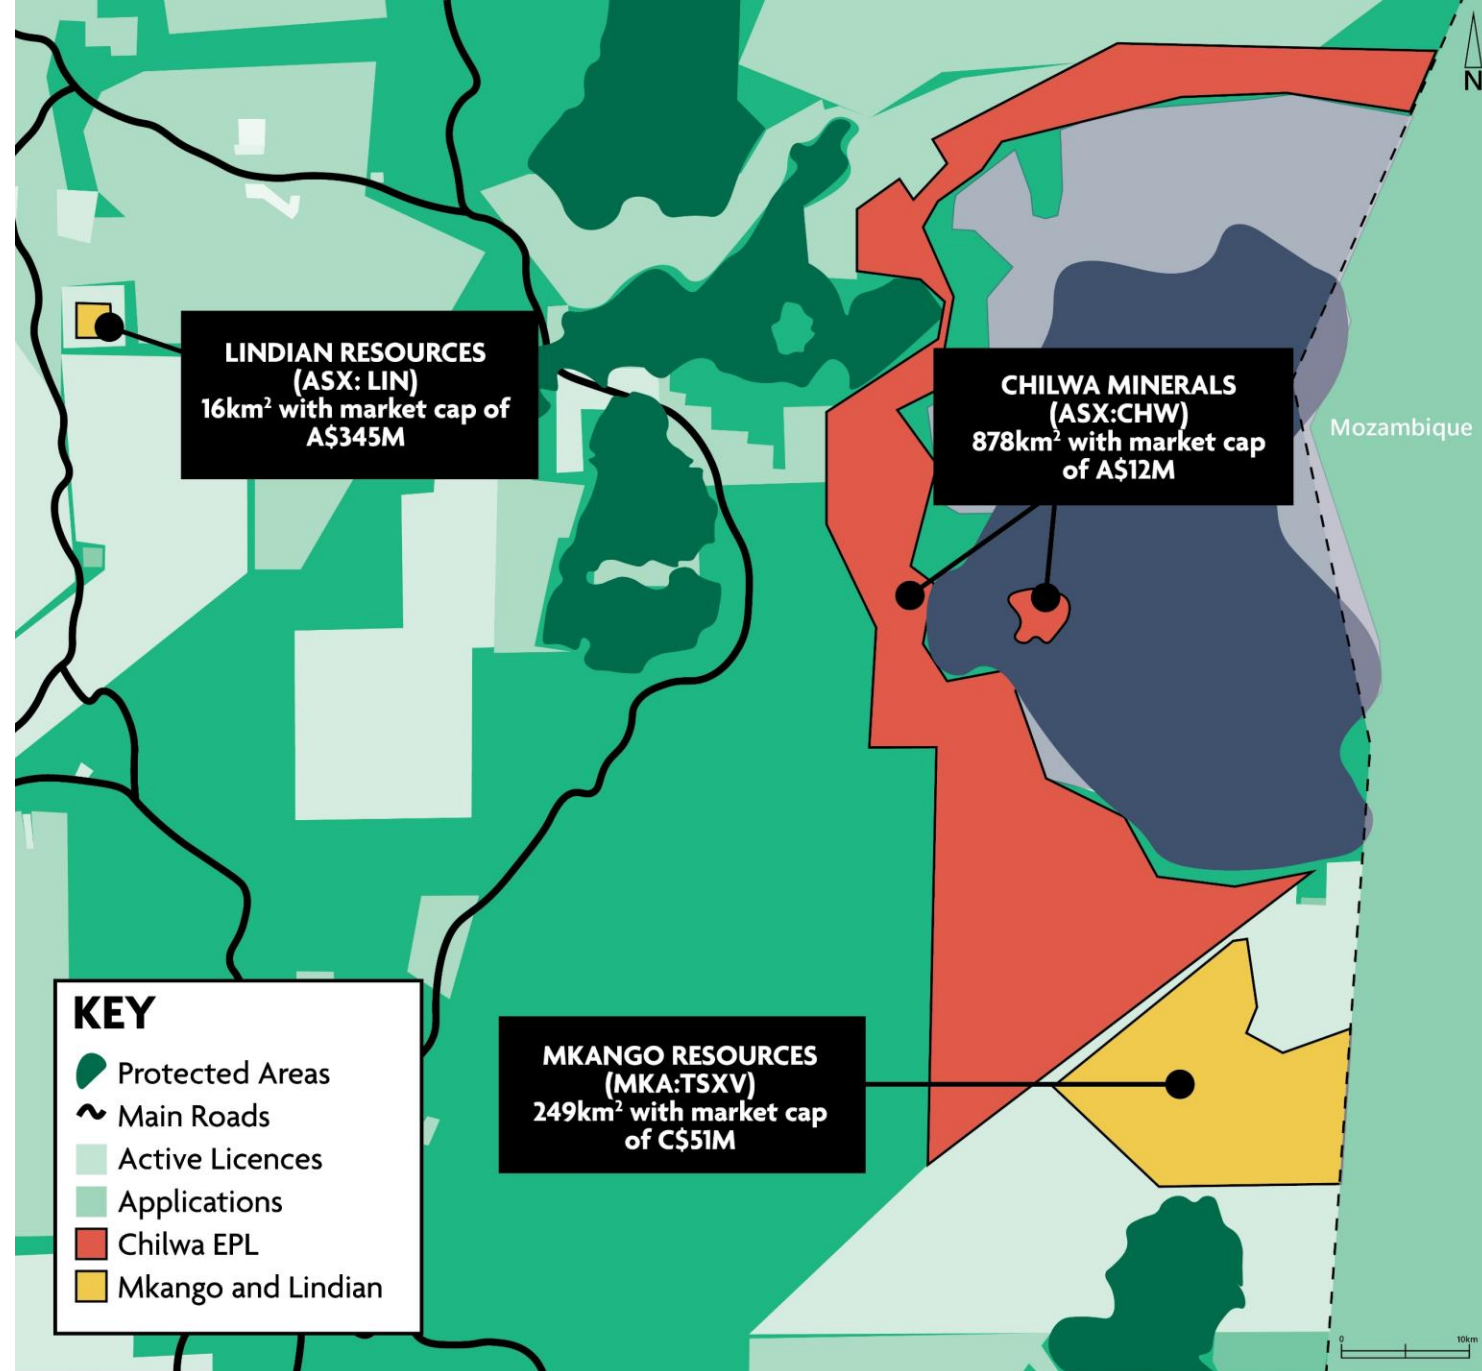 N
LINDIAN RESOURCES
(ASX: LIN)
16km² with market cap of
A$345M
CHILWA MINERALS
(ASX:CHW)
878km² with market cap
of A$12M
Mozambique
MKANGO RESOURCES
(MKA:TSXV)
249km² with market cap
of C$51M
KEY
Protected Areas
Main Roads
Active Licences
Applications
Chilwa EPL
Mkango and Lindian
0 10km